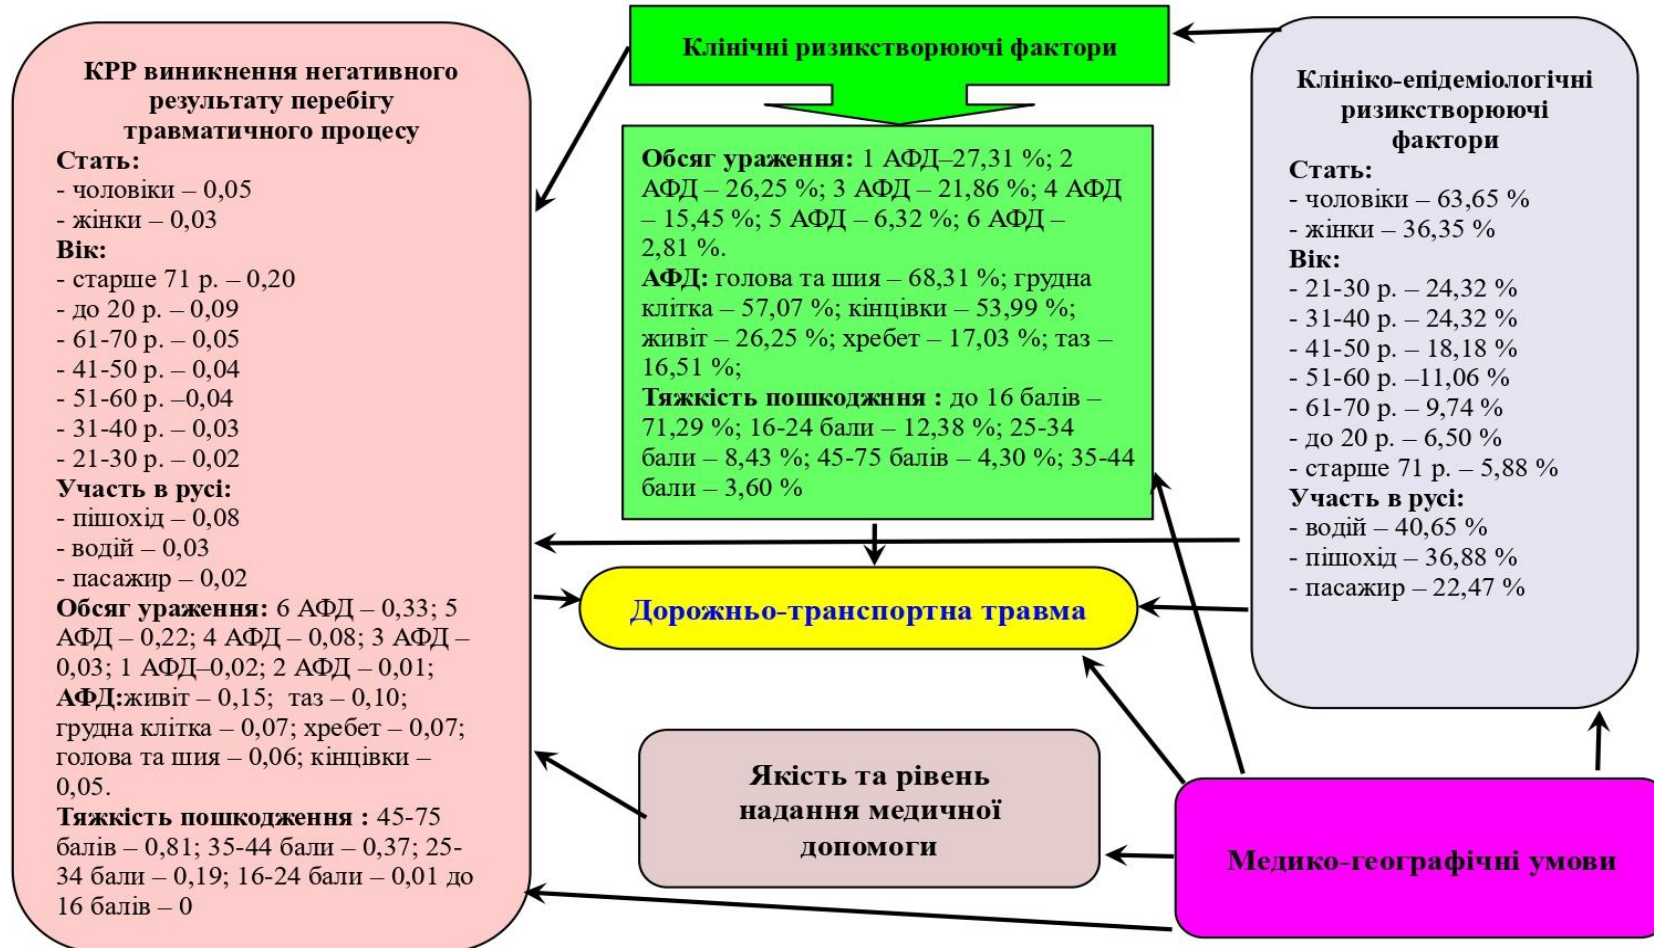 КРР виникнення негативного
результату перебігу
травматичного процесу
Стать:
- чоловіки – 0,05
- жінки – 0,03
Вік:
- старше 71 р. – 0,20
- до 20 р. – 0,09
- 61-70 р. – 0,05
- 41-50 р. – 0,04
- 51-60 р. –0,04
- 31-40 р. – 0,03
- 21-30 р. – 0,02
Участь в русі:
- пішохід – 0,08
- водій – 0,03
- пасажир – 0,02
Обсяг ураження: 6 АФД – 0,33; 5
АФД – 0,22; 4 АФД – 0,08; 3 АФД –
0,03; 1 АФД–0,02; 2 АФД – 0,01;
АФД:живіт – 0,15; таз – 0,10;
грудна клітка – 0,07; хребет – 0,07;
голова та шия – 0,06; кінцівки –
0,05.
Тяжкість пошкодження : 45-75
балів – 0,81; 35-44 бали – 0,37; 25-
34 бали – 0,19; 16-24 бали – 0,01 до
16 балів – 0
Клінічні ризикстворюючі фактори
Обсяг ураження: 1 АФД–27,31 %; 2
АФД – 26,25 %; 3 АФД – 21,86 %; 4 АФД
– 15,45 %; 5 АФД – 6,32 %; 6 АФД –
2,81 %.
АФД: голова та шия – 68,31 %; грудна
клітка – 57,07 %; кінцівки – 53,99 %;
живіт – 26,25 %; хребет – 17,03 %; таз –
16,51 %;
Тяжкість пошкоджння : до 16 балів –
71,29 %; 16-24 бали – 12,38 %; 25-34
бали – 8,43 %; 45-75 балів – 4,30 %; 35-44
бали – 3,60 %
Дорожньо-транспортна травма
Якість та рівень
надання медичної
допомоги
Клініко-епідеміологічні
ризикстворюючі
фактори
Стать:
- чоловіки – 63,65 %
- жінки – 36,35 %
Вік:
- 21-30 р. – 24,32 %
- 31-40 р. – 24,32 %
- 41-50 р. – 18,18 %
- 51-60 р. –11,06 %
- 61-70 р. – 9,74 %
- до 20 р. – 6,50 %
- старше 71 р. – 5,88 %
Участь в русі:
- водій – 40,65 %
- пішохід – 36,88 %
- пасажир – 22,47 %
Медико-географічні умови